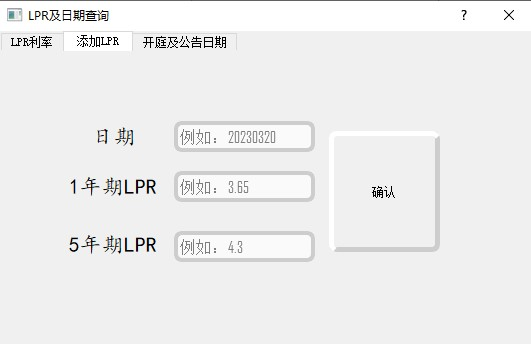 LPR及日期查询 ?
LPR利率 添加LPR 开庭及公告日期
日期 例如：20230320
1年期LPR 例如：3.65
确认
5年期LPR 例如：4.3